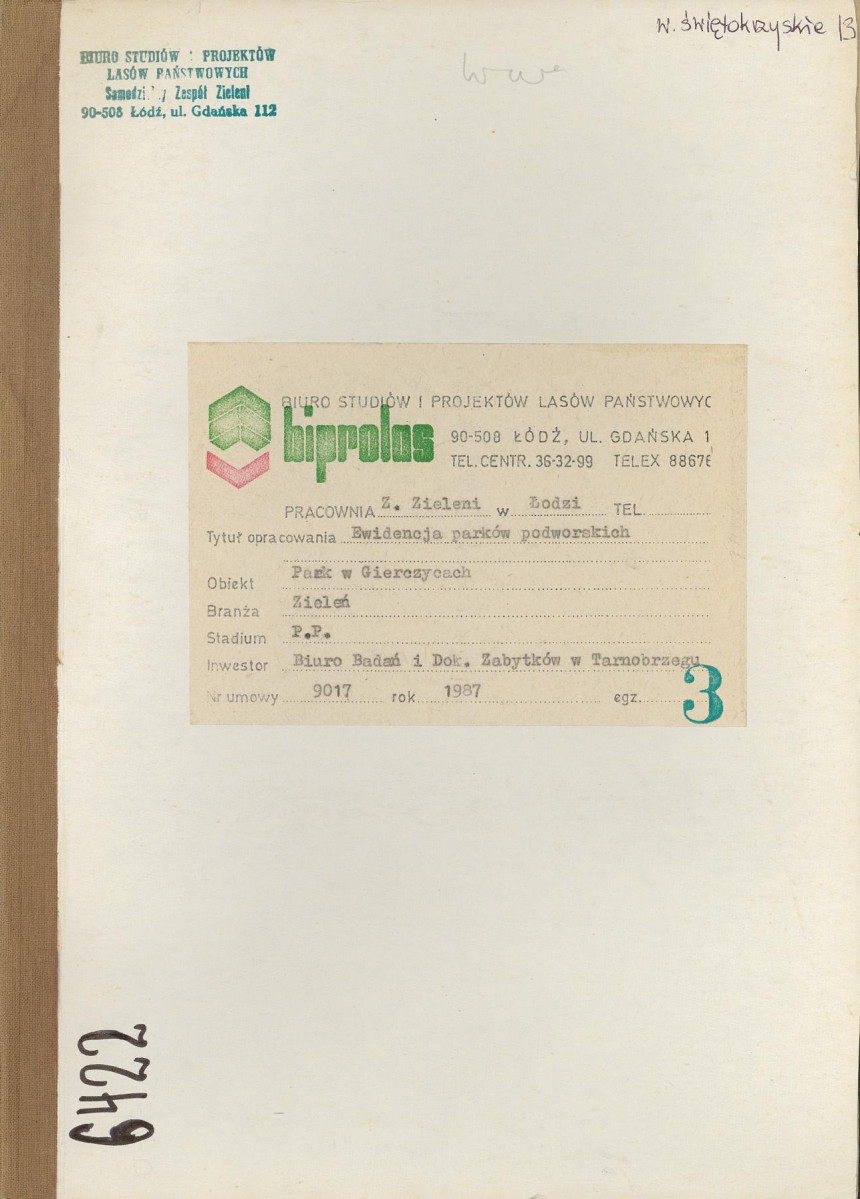 w. świętokrzyskie
BIURO STUDIÓW I PROJEKTÓW
LASÓW PAŃSTWOWYCH
Zespół Zieleni
90-508 Łódź, ul. Gdańska 112
BIURO STUDIÓW I PROJEKTÓW LASÓW PAŃSTWOWYC
biprolas
90-508 ŁÓDŹ, UL. GDAŃSKA 1
TEL. CENTR. 36-32-99 TELEX 8867
PRACOWNIA Z. Zieleni w Łodzi TEL.
Tytuł opracowania Ewidencja parków podworskich
Obiekt Park w Gierczycach
Branża Zieleń
Stadium P.P.
Inwestor Biuro Badań i Dok. Zabytków w Tarnobrzegu
Nr umowy 9017 rok 1987 egz. 3
6422